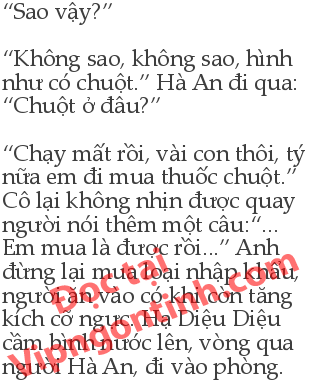 “Sao vậy?”
“Không sao, không sao, hình
như có chuột.” Hà An đi qua:
“Chuột ở đâu?”
“Chạy mất rồi, vài con thôi, tý
nữa em đi mua thuốc chuột.”
Cô lại không nhịn được quay
người nói thêm một câu:“...
Em mua là được rồi...” Anh
đừng lại mua loại nhập khẩu,
người ăn vào có khi còn tăng
kích cỡ ngực. Hạ Diệu Diệu
cầm bình nước lên, vòng qua
người Hà An, đi vào phòng.
Đọc tại
Vipngontinh.com